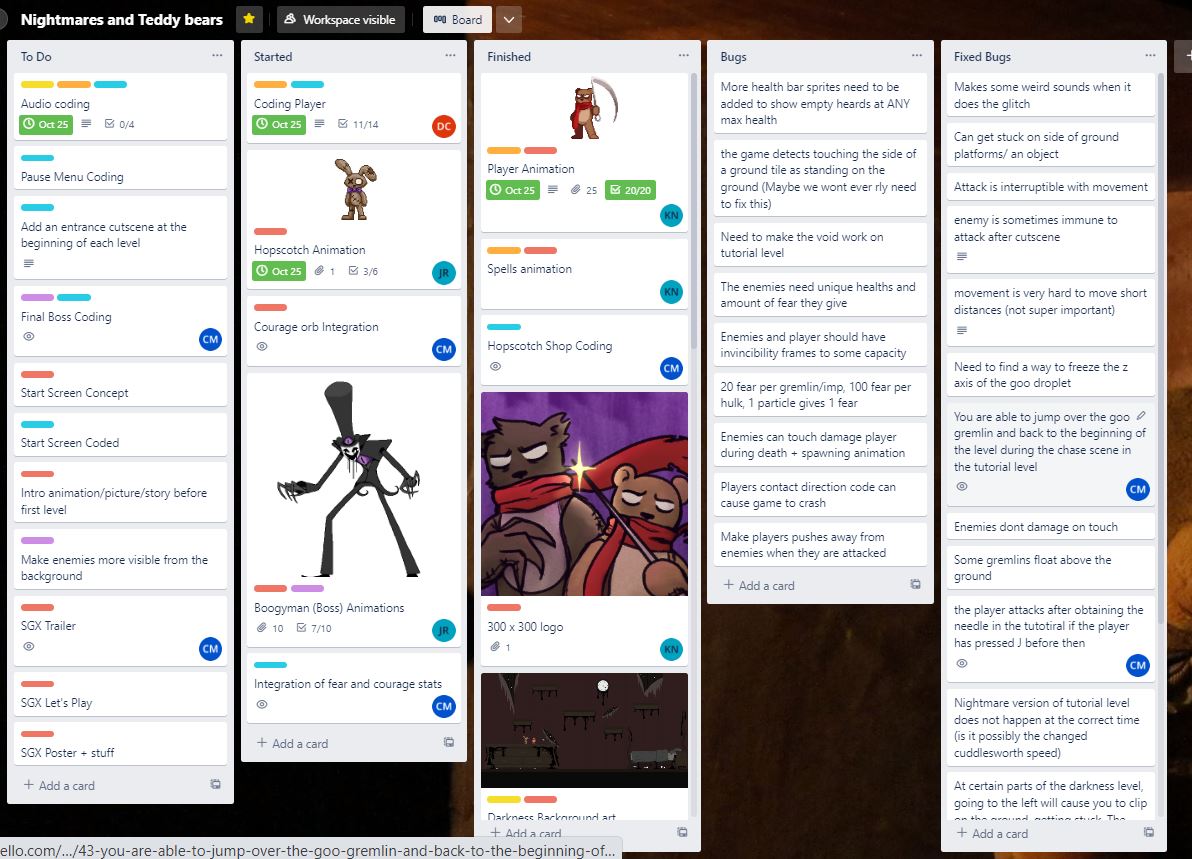 Nightmares and Teddy bears
Workspace visible
Board
To Do
Audio coding
Oct 25
0/4
Pause Menu Coding
Add an entrance cutscene at the
beginning of each level
Final Boss Coding
CM
Start Screen Concept
Start Screen Coded
Intro animation/picture/story before
first level
Make enemies more visible from the
background
SGX Trailer
CM
SGX Let's Play
SGX Poster + stuff
+ Add a card
Started
Coding Player
Oct 25
11/14
DC
Hopscotch Animation
Oct 25
1
3/6
JR
Courage orb Integration
CM
Boogyman (Boss) Animations
10
7/10
JR
Integration of fear and courage stats
CM
+ Add a card
Finished
Player Animation
Oct 25
25
20/20
KN
Spells animation
KN
Hopscotch Shop Coding
CM
300 x 300 logo
1
KN
Darkness Background art
+ Add a card
Bugs
More health bar sprites need to be
added to show empty heards at ANY
max health
the game detects touching the side of
a ground tile as standing on the
ground (Maybe we wont ever rly need
to fix this)
Need to make the void work on
tutorial level
The enemies need unique healths and
amount of fear they give
Enemies and player should have
invincibility frames to some capacity
20 fear per gremlin/imp, 100 fear per
hulk, 1 particle gives 1 fear
Enemies can touch damage player
during death + spawning animation
Players contact direction code can
cause game to crash
Make players pushes away from
enemies when they are attacked
+ Add a card
Fixed Bugs
Makes some weird sounds when it
does the glitch
Can get stuck on side of ground
platforms/ an object
Attack is interruptible with movement
enemy is sometimes immune to
attack after cutscene
movement is very hard to move short
distances (not super important)
Need to find a way to freeze the z
axis of the goo droplet
You are able to jump over the goo
gremlin and back to the beginning of
the level during the chase scene in
the tutorial level
CM
Enemies dont damage on touch
Some gremlins float above the
ground
the player attacks after obtaining the
needle in the tutotiral if the player
has pressed J before then
CM
Nightmare version of tutorial level
does not happen at the correct time
(is it possibly the changed
cuddlesworth speed)
At certain parts of the darkness level,
going to the left will cause you to clip
on the ground, getting stuck. The
+ Add a card
ello.com/.../43-you-are-able-to-jump-over-the-goo-gremlin-and-back-to-the-beginning-of...